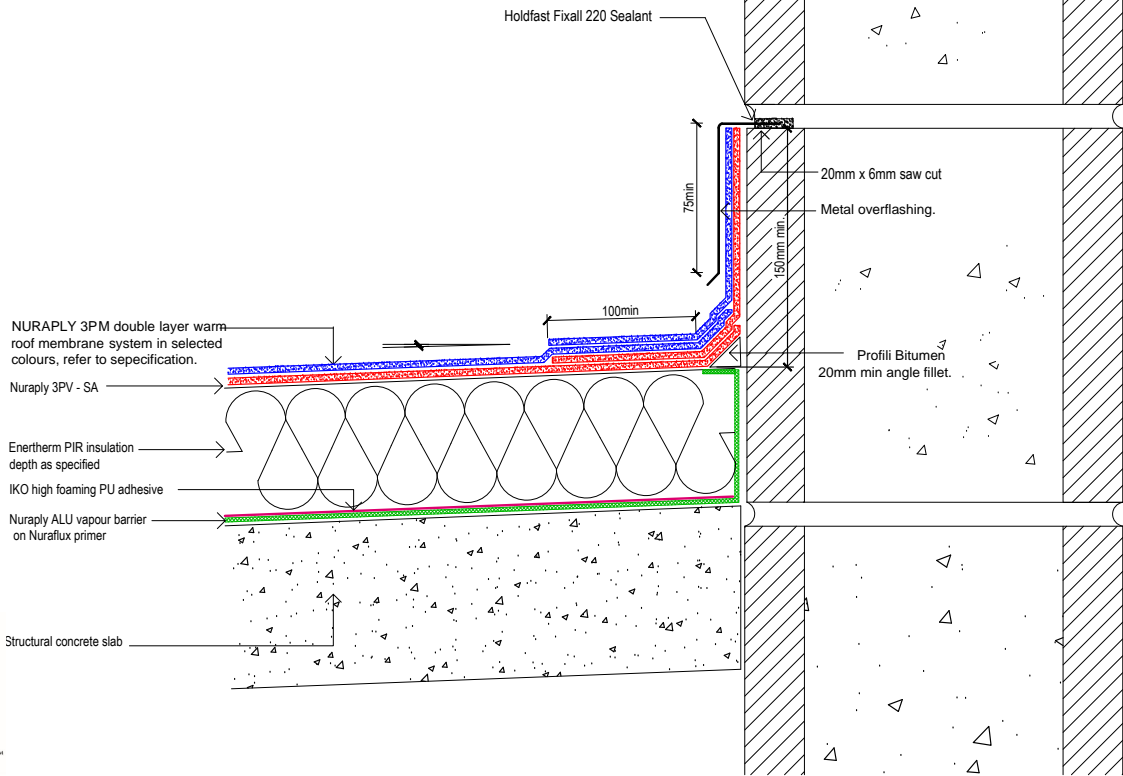 Holdfast Fixall 220 Sealant
20mm x 6mm saw cut
75min
Metal overflashing.
150mm min.
100min
NURAPLY 3PM double layer warm
roof membrane system in selected
colours, refer to sepecification.
Profili Bitumen
20mm min angle fillet.
Nuraply 3PV - SA
Enertherm PIR insulation
depth as specified
IKO high foaming PU adhesive
Nuraply ALU vapour barrier
on Nuraflux primer
Structural concrete slab